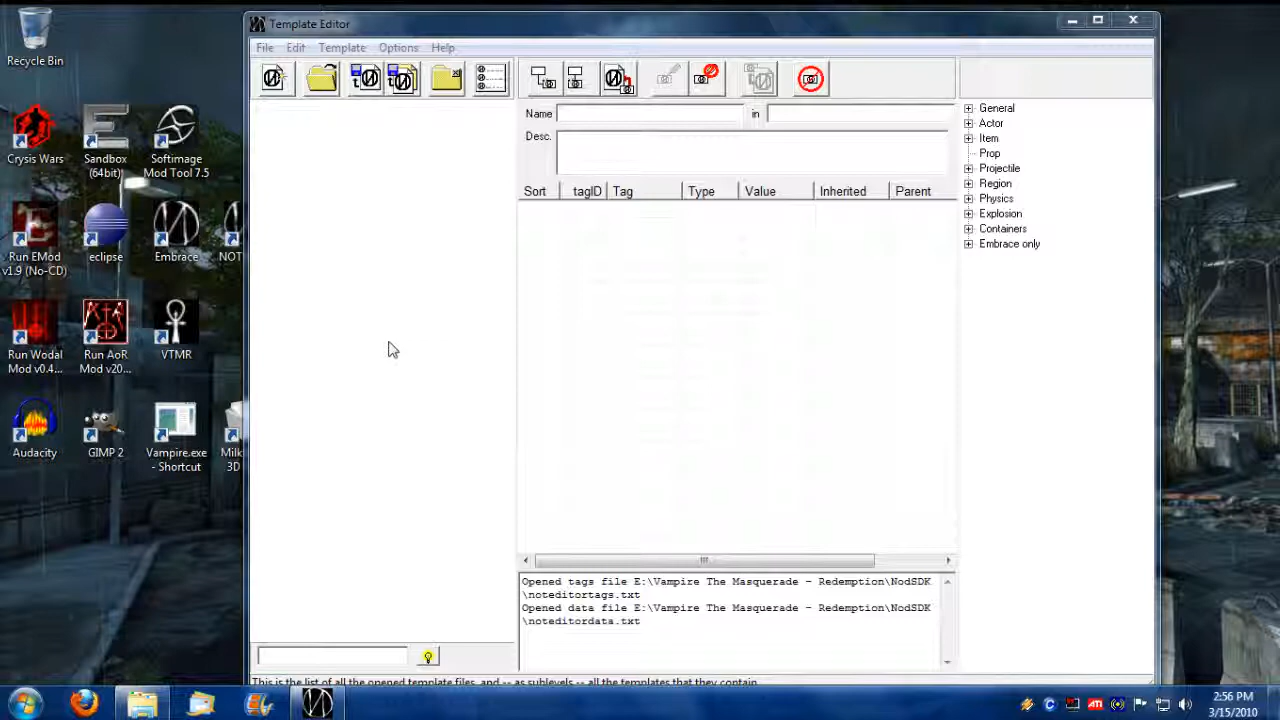 Template Editor
File Edit Template Options Help
Name
in
Desc.
Sort tagID Tag Type Value Inherited Parent
General
Actor
Item
Prop
Projectile
Region
Physics
Explosion
Containers
Embrace only
Opened tags file E:\Vampire The Masquerade - Redemption\NodSDK
\noteditortags.txt
Opened data file E:\Vampire The Masquerade - Redemption\NodSDK
\noteditordata.txt
This is the list of all the opened template files, and -- as sublevels -- all the templates that they contain.
Recycle Bin
Crysis Wars
Sandbox
(64bit)
Softimage
Mod Tool 7.5
Run EMod
v1.9 (No-CD)
eclipse
Embrace
NOT
Run Wodal
Mod v0.4...
Run AoR
Mod v20...
VTMR
Audacity
GIMP 2
Vampire.exe
- Shortcut
Milk
3D
2:56 PM
3/15/2010